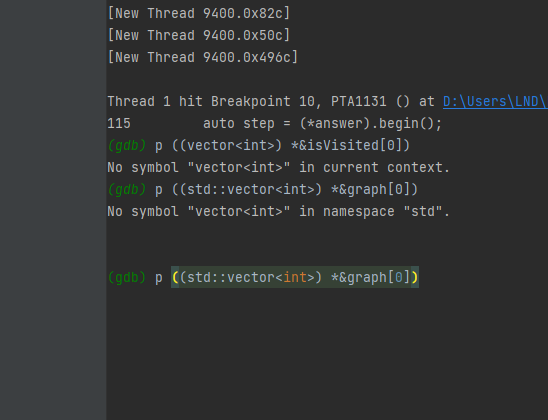 [New Thread 9400.0x82c]
[New Thread 9400.0x50c]
[New Thread 9400.0x496c]
Thread 1 hit Breakpoint 10, PTA1131 () at D:\Users\LND\
115         auto step = (*answer).begin();
(gdb) p ((vector<int>) *&isVisited[0])
No symbol "vector<int>" in current context.
(gdb) p ((std::vector<int>) *&graph[0])
No symbol "vector<int>" in namespace "std".
(gdb) p ((std::vector<int>) *&graph[0])